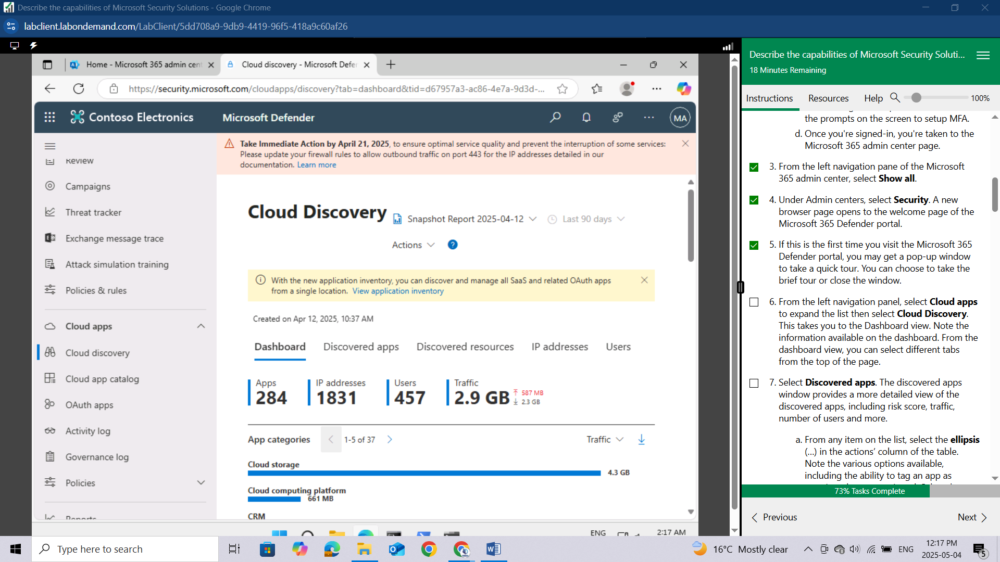 Describe the capabilities of Microsoft Security Solutions - Google Chrome
labclient.labondemand.com/LabClient/5dd708a9-9db9-4419-96f5-418a9c60af26
Home - Microsoft 365 admin cent
Cloud discovery - Microsoft Defer
https://security.microsoft.com/cloudapps/discovery?tab=dashboard&tid=d67957a3-ac86-4e7a-9d3d-...
Contoso Electronics
Microsoft Defender
MA
Take Immediate Action by April 21, 2025, to ensure optimal service quality and prevent the interruption of some services:
Please update your firewall rules to allow outbound traffic on port 443 for the IP addresses detailed in our
documentation. Learn more
Review
Campaigns
Threat tracker
Exchange message trace
Attack simulation training
Policies & rules
Cloud apps
Cloud discovery
Cloud app catalog
OAuth apps
Activity log
Governance log
Policies
Reports
Cloud Discovery
Snapshot Report 2025-04-12
Last 90 days
Actions
?
With the new application inventory, you can discover and manage all SaaS and related OAuth apps
from a single location. View application inventory
Created on Apr 12, 2025, 10:37 AM
Dashboard
Discovered apps
Discovered resources
IP addresses
Users
Apps
284
IP addresses
1831
Users
457
Traffic
2.9 GB
587 MB
2.3 GB
App categories
1-5 of 37
Traffic
Cloud storage
4.3 GB
Cloud computing platform
661 MB
CRM
ENG
2:17 AM
Describe the capabilities of Microsoft Security Soluti...
18 Minutes Remaining
Instructions
Resources
Help
100%
the prompts on the screen to setup MFA.
d. Once you're signed-in, you're taken to the
Microsoft 365 admin center page.
3. From the left navigation pane of the Microsoft
365 admin center, select Show all.
4. Under Admin centers, select Security. A new
browser page opens to the welcome page of the
Microsoft 365 Defender portal.
5. If this is the first time you visit the Microsoft 365
Defender portal, you may get a pop-up window
to take a quick tour. You can choose to take the
brief tour or close the window.
6. From the left navigation panel, select Cloud apps
to expand the list then select Cloud Discovery.
This takes you to the Dashboard view. Note the
information available on the dashboard. From the
dashboard view, you can select different tabs
from the top of the page.
7. Select Discovered apps. The discovered apps
window provides a more detailed view of the
discovered apps, including risk score, traffic,
number of users and more.
a. From any item on the list, select the ellipsis
(...) in the actions' column of the table.
Note the various options available,
including the ability to tag an app as
73% Tasks Complete
Previous
Next
Type here to search
16°C Mostly clear
ENG
12:17 PM
2025-05-04
5